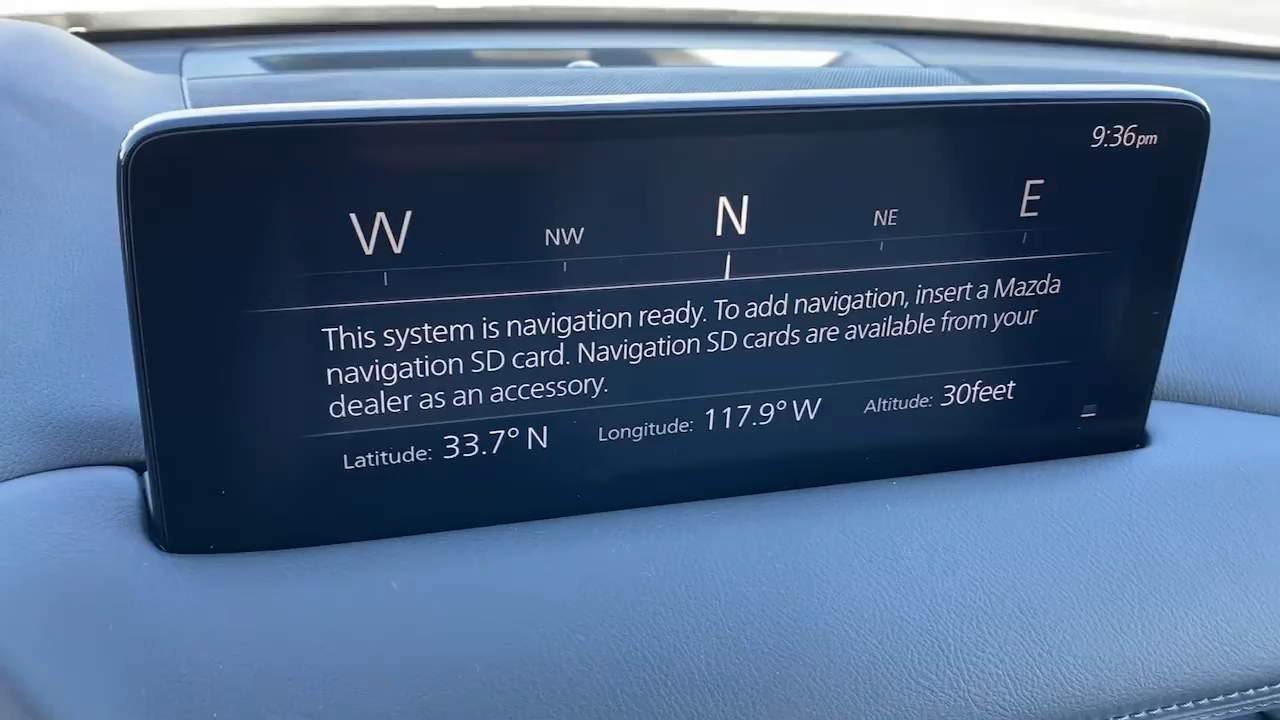 9:36pm
W NW N NE E
This system is navigation ready. To add navigation, insert a Mazda
navigation SD card. Navigation SD cards are available from your
dealer as an accessory.
Latitude: 33.7° N Longitude: 117.9° W Altitude: 30feet